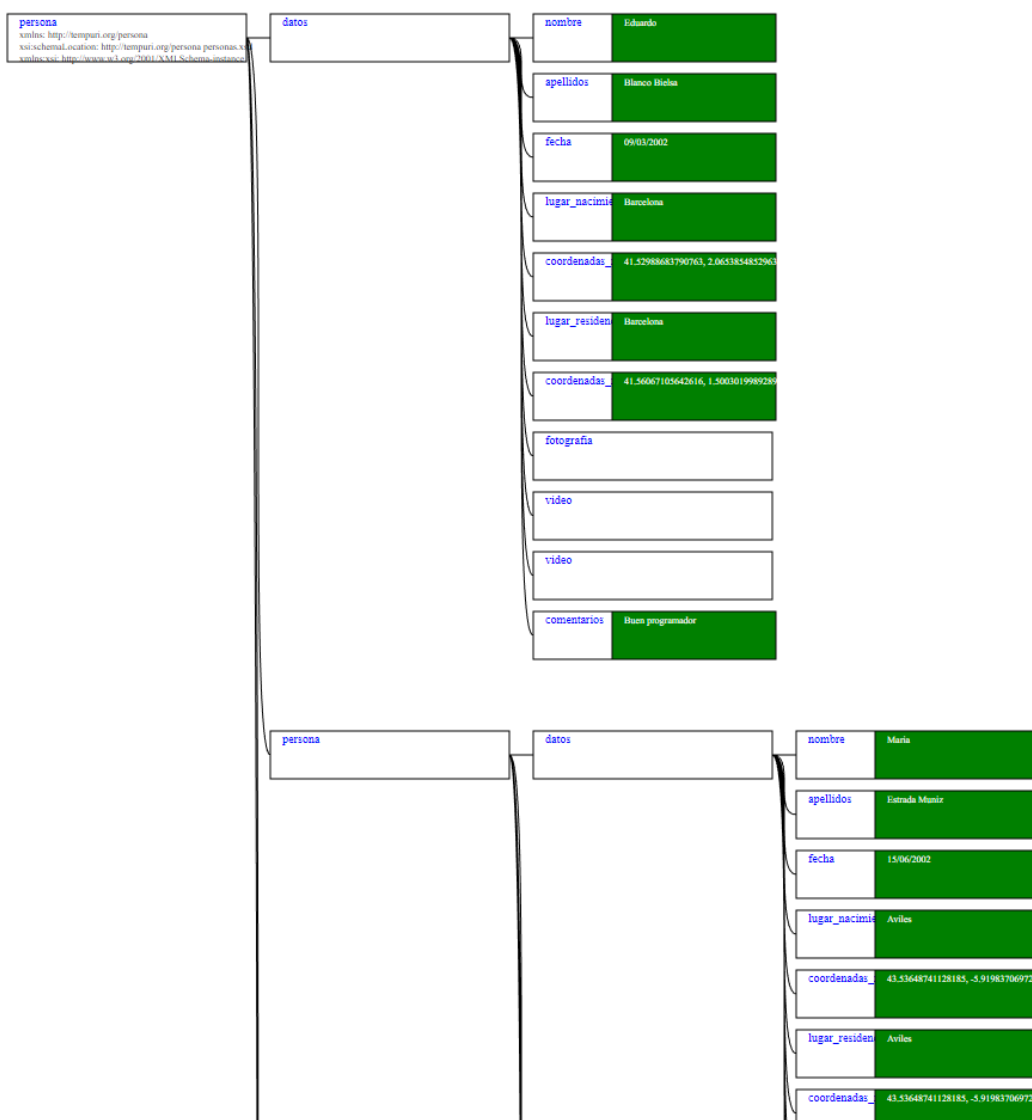 persona
xmlns: http://tempuri.org/persona
xsi:schemaLocation: http://tempuri.org/persona personas.x
xmlns:xsi: http://www.w3.org/2001/XMLSchema-instance
datos
nombre Eduardo
apellidos Blanco Bielsa
fecha 09/03/2002
lugar_nacimie Barcelona
coordenadas_ 41.52988683790763, 2.0653854852963
lugar_residen Barcelona
coordenadas_ 41.56067105642616, 1.5003019989289
fotografia
video
video
comentarios Buen programador
persona
datos
nombre Maria
apellidos Estrada Muniz
fecha 15/06/2002
lugar_nacimie Aviles
coordenadas_ 43.53648741128185, -5.91983706972
lugar_residen Aviles
coordenadas_ 43.53648741128185, -5.91983706972